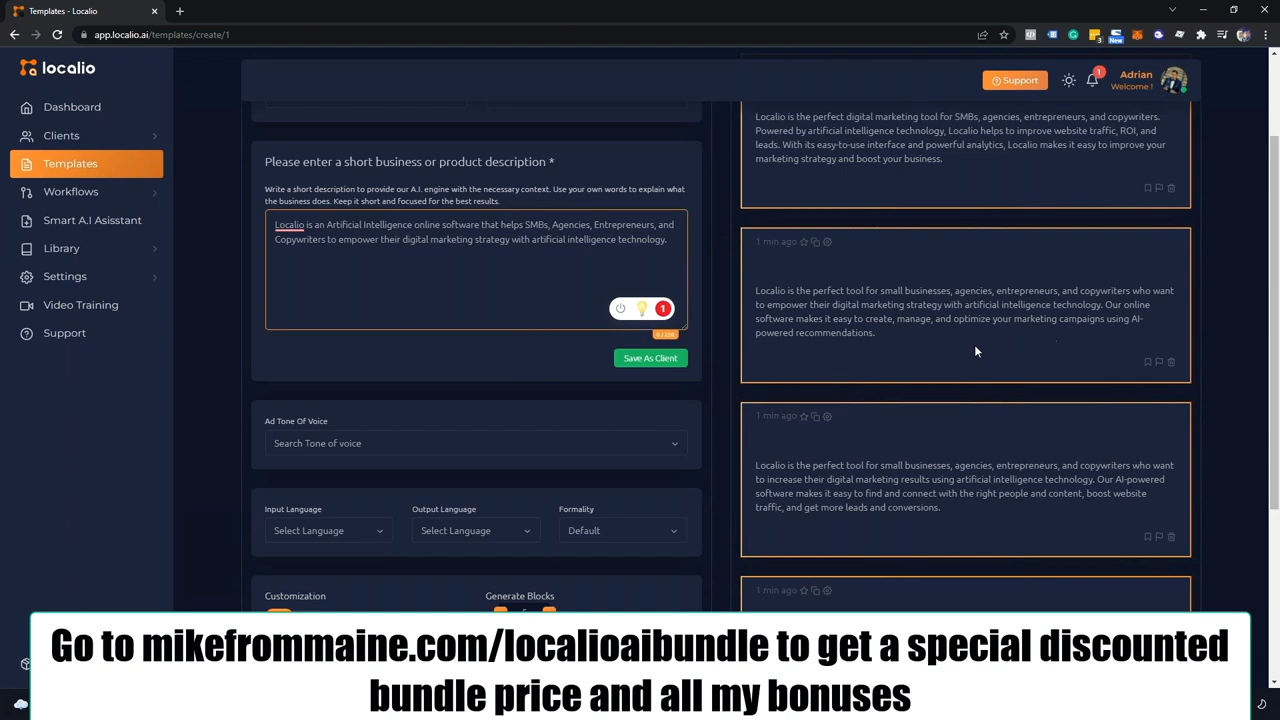 Templates - Localio
app.localio.ai/templates/create/1
New
localio
Support
1
Adrian
Welcome !
Dashboard
Clients
Templates
Workflows
Smart A.I Asistant
Library
Settings
Video Training
Support
Please enter a short business or product description *
Write a short description to provide our A.I. engine with the necessary context. Use your own words to explain what
the business does. Keep it short and focused for the best results.
Localio is an Artificial Intelligence online software that helps SMBs, Agencies, Entrepreneurs, and
Copywriters to empower their digital marketing strategy with artificial intelligence technology.
1
Save As Client
Ad Tone Of Voice
Search Tone of voice
Input Language
Output Language
Formality
Select Language
Select Language
Default
Customization
Generate Blocks
Localio is the perfect digital marketing tool for SMBs, agencies, entrepreneurs, and copywriters.
Powered by artificial intelligence technology, Localio helps to improve website traffic, ROI, and
leads. With its easy-to-use interface and powerful analytics, Localio makes it easy to improve your
marketing strategy and boost your business.
1 min ago
Localio is the perfect tool for small businesses, agencies, entrepreneurs, and copywriters who want
to empower their digital marketing strategy with artificial intelligence technology. Our online
software makes it easy to create, manage, and optimize your marketing campaigns using AI-
powered recommendations.
1 min ago
Localio is the perfect tool for small businesses, agencies, entrepreneurs, and copywriters who want
to increase their digital marketing results using artificial intelligence technology. Our AI-powered
software makes it easy to find and connect with the right people and content, boost website
traffic, and get more leads and conversions.
1 min ago
Go to mikefrommaine.com/localioaibundle to get a special discounted
bundle price and all my bonuses